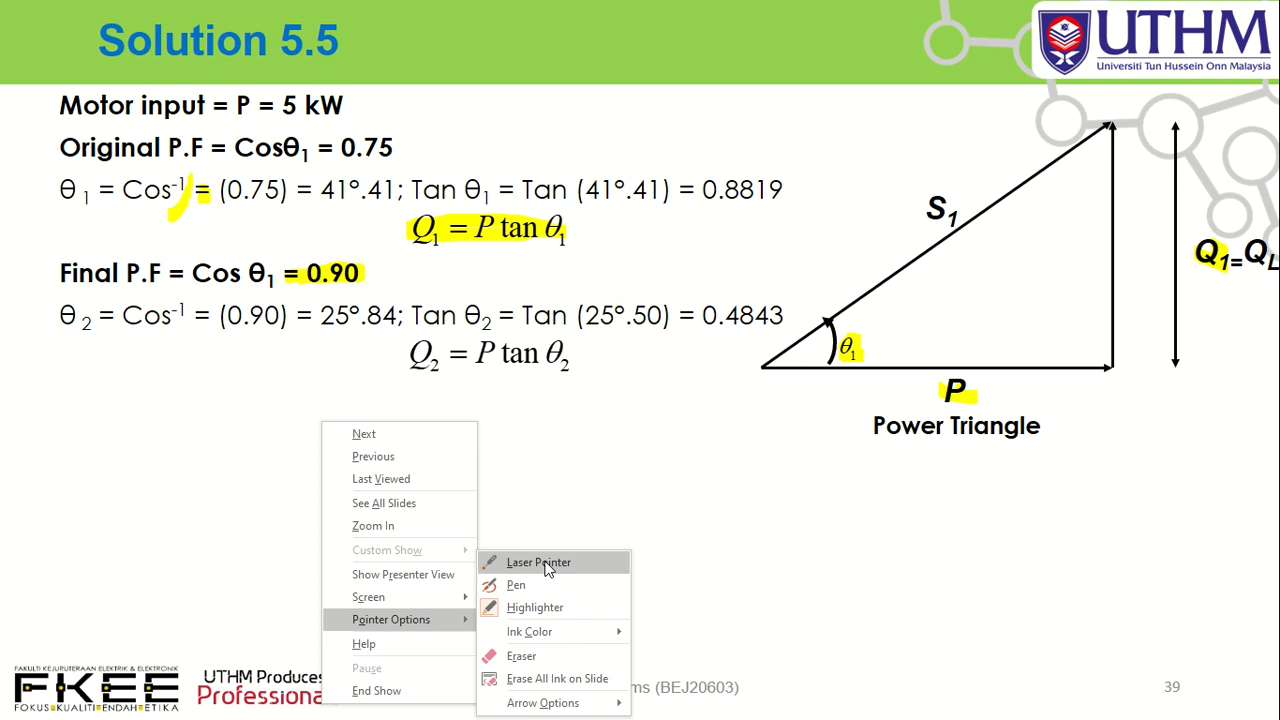 Solution 5.5
UTHM
Universiti Tun Hussein Onn Malaysia
Motor input = P = 5 kW
Original P.F = Cosθ₁ = 0.75
θ ₁ = Cos⁻¹ = (0.75) = 41°.41; Tan θ₁ = Tan (41°.41) = 0.8819
Q₁ = P tan θ₁
Final P.F = Cos θ₁ = 0.90
θ ₂ = Cos⁻¹ = (0.90) = 25°.84; Tan θ₂ = Tan (25°.50) = 0.4843
Q₂ = P tan θ₂
S₁
Q₁=Q
θ₁
P
Power Triangle
Next
Previous
Last Viewed
See All Slides
Zoom In
Custom Show
Show Presenter View
Screen
Pointer Options
Help
Pause
End Show
Laser Pointer
Pen
Highlighter
Ink Color
Eraser
Erase All Ink on Slide
Arrow Options
FAKULTI KEJURUTERAAN ELEKTRIK & ELEKTRONIK
FKEE
FOKUS•KUALITI•ENDAH•ETIKA
UTHM Produces
Professiona
ms (BEJ20603)
39